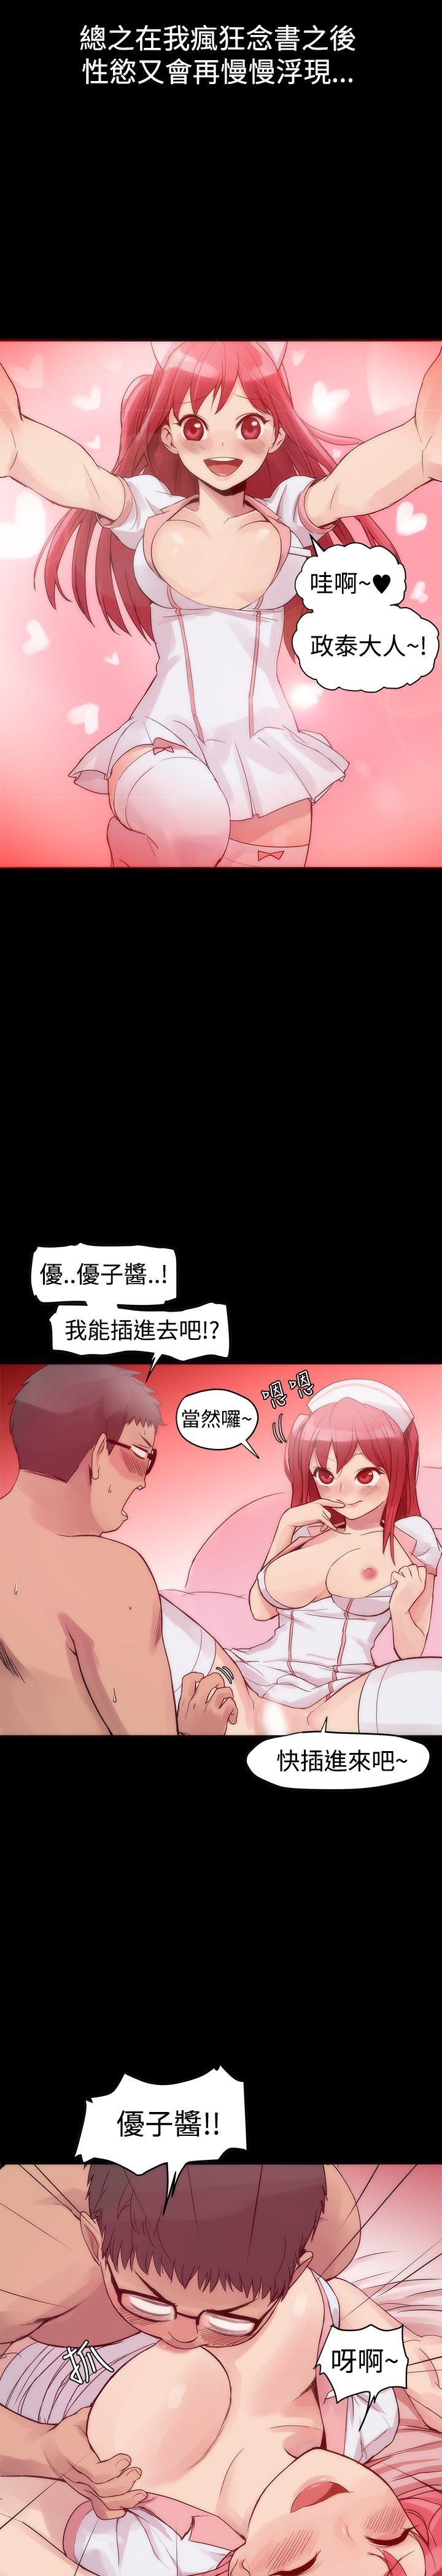 總之在我瘋狂念書之後
性慾又會再慢慢浮現...
哇啊~♥
政泰大人~!
優..優子醬..!
我能插進去吧!?
嗯嗯
當然囉~
快插進來吧~
優子醬!!
呀啊~
抓